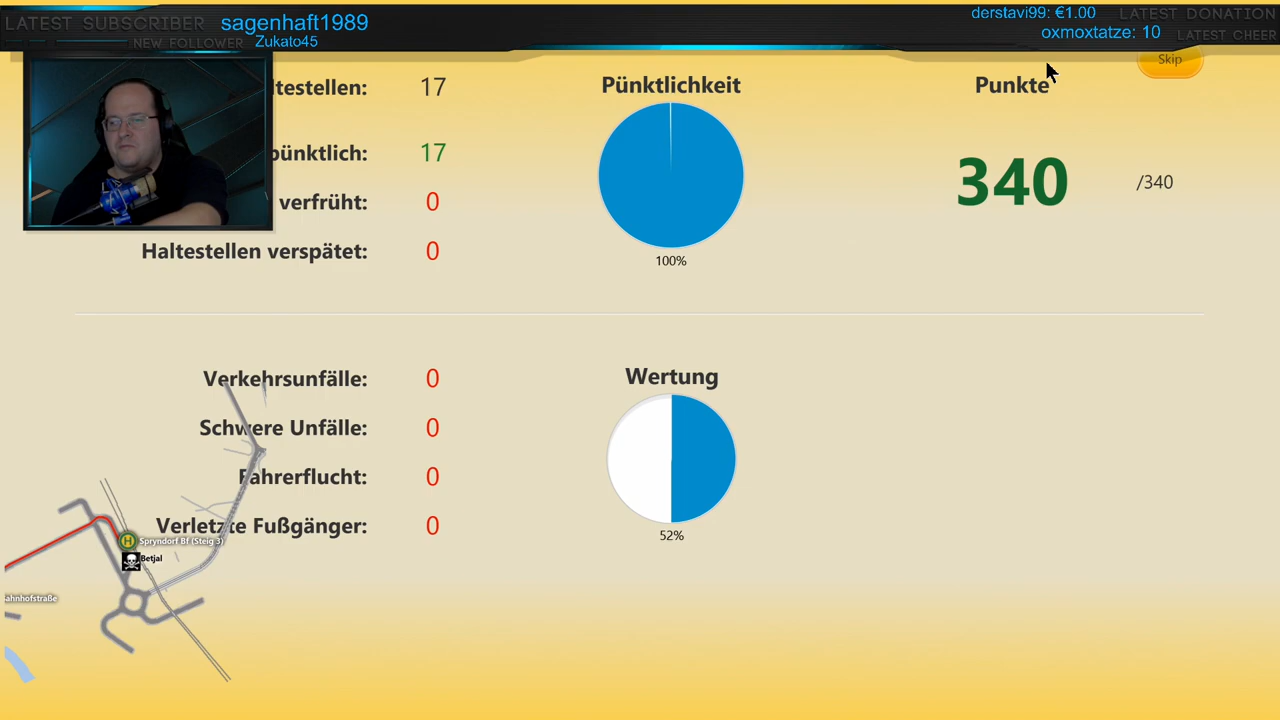 LATEST SUBSCRIBER sagenhaft1989
NEW FOLLOWER Zukato45
derstavi99: €1.00 LATEST DONATION
oxmoxtatze: 10 LATEST CHEER
Skip
ltestellen: 17
pünktlich: 17
verfrüht: 0
Haltestellen verspätet: 0
Pünktlichkeit
100%
Punkte
340 /340
Verkehrsunfälle: 0
Schwere Unfälle: 0
Fahrerflucht: 0
Verletzte Fußgänger: 0
Wertung
52%
H
Spryndorf Bf (Steig 3)
Betjal
ahnhofstraße